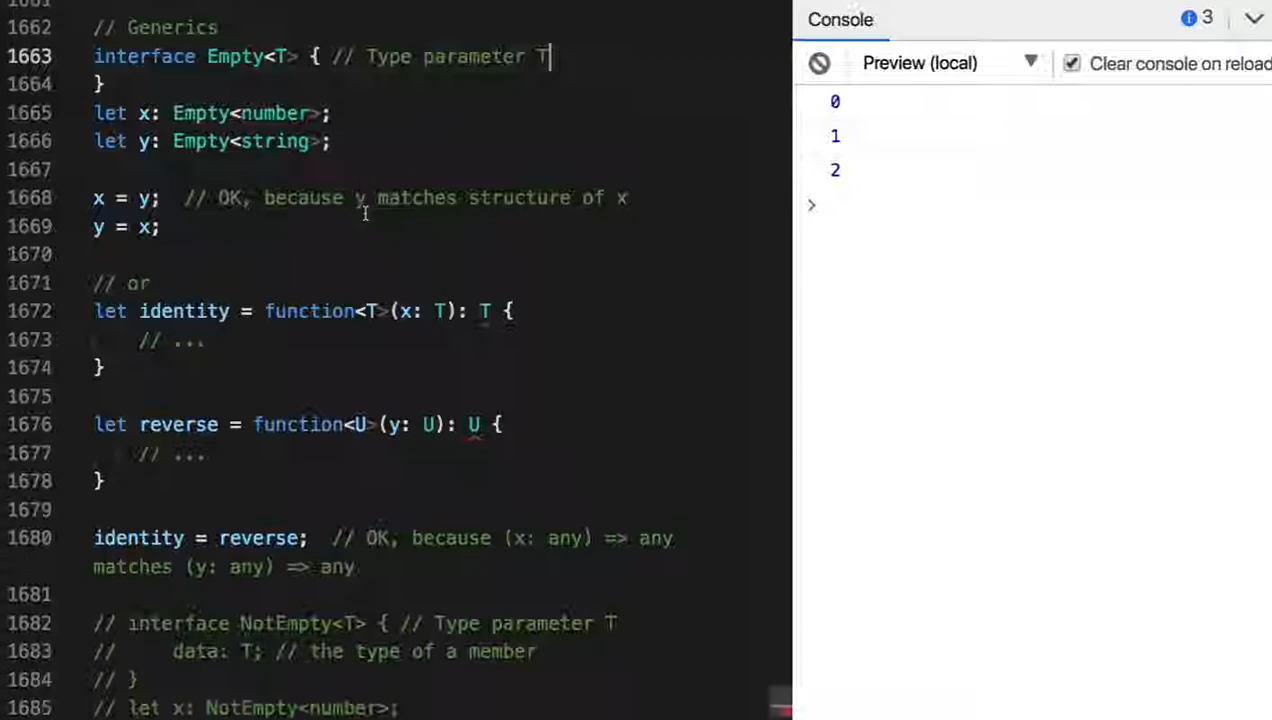 1662 // Generics
1663 interface Empty<T> { // Type parameter T
1664 }
1665 let x: Empty<number>;
1666 let y: Empty<string>;
1667
1668 x = y;  // OK, because y matches structure of x
1669 y = x;
1670
1671 // or
1672 let identity = function<T>(x: T): T {
1673     // ...
1674 }
1675
1676 let reverse = function<U>(y: U): U {
1677     // ...
1678 }
1679
1680 identity = reverse;  // OK, because (x: any) => any
matches (y: any) => any
1681
1682 // interface NotEmpty<T> { // Type parameter T
1683 //     data: T; // the type of a member
1684 // }
1685 // let x: NotEmpty<number>;
Console
3
Preview (local)
Clear console on reload
0
1
2
>